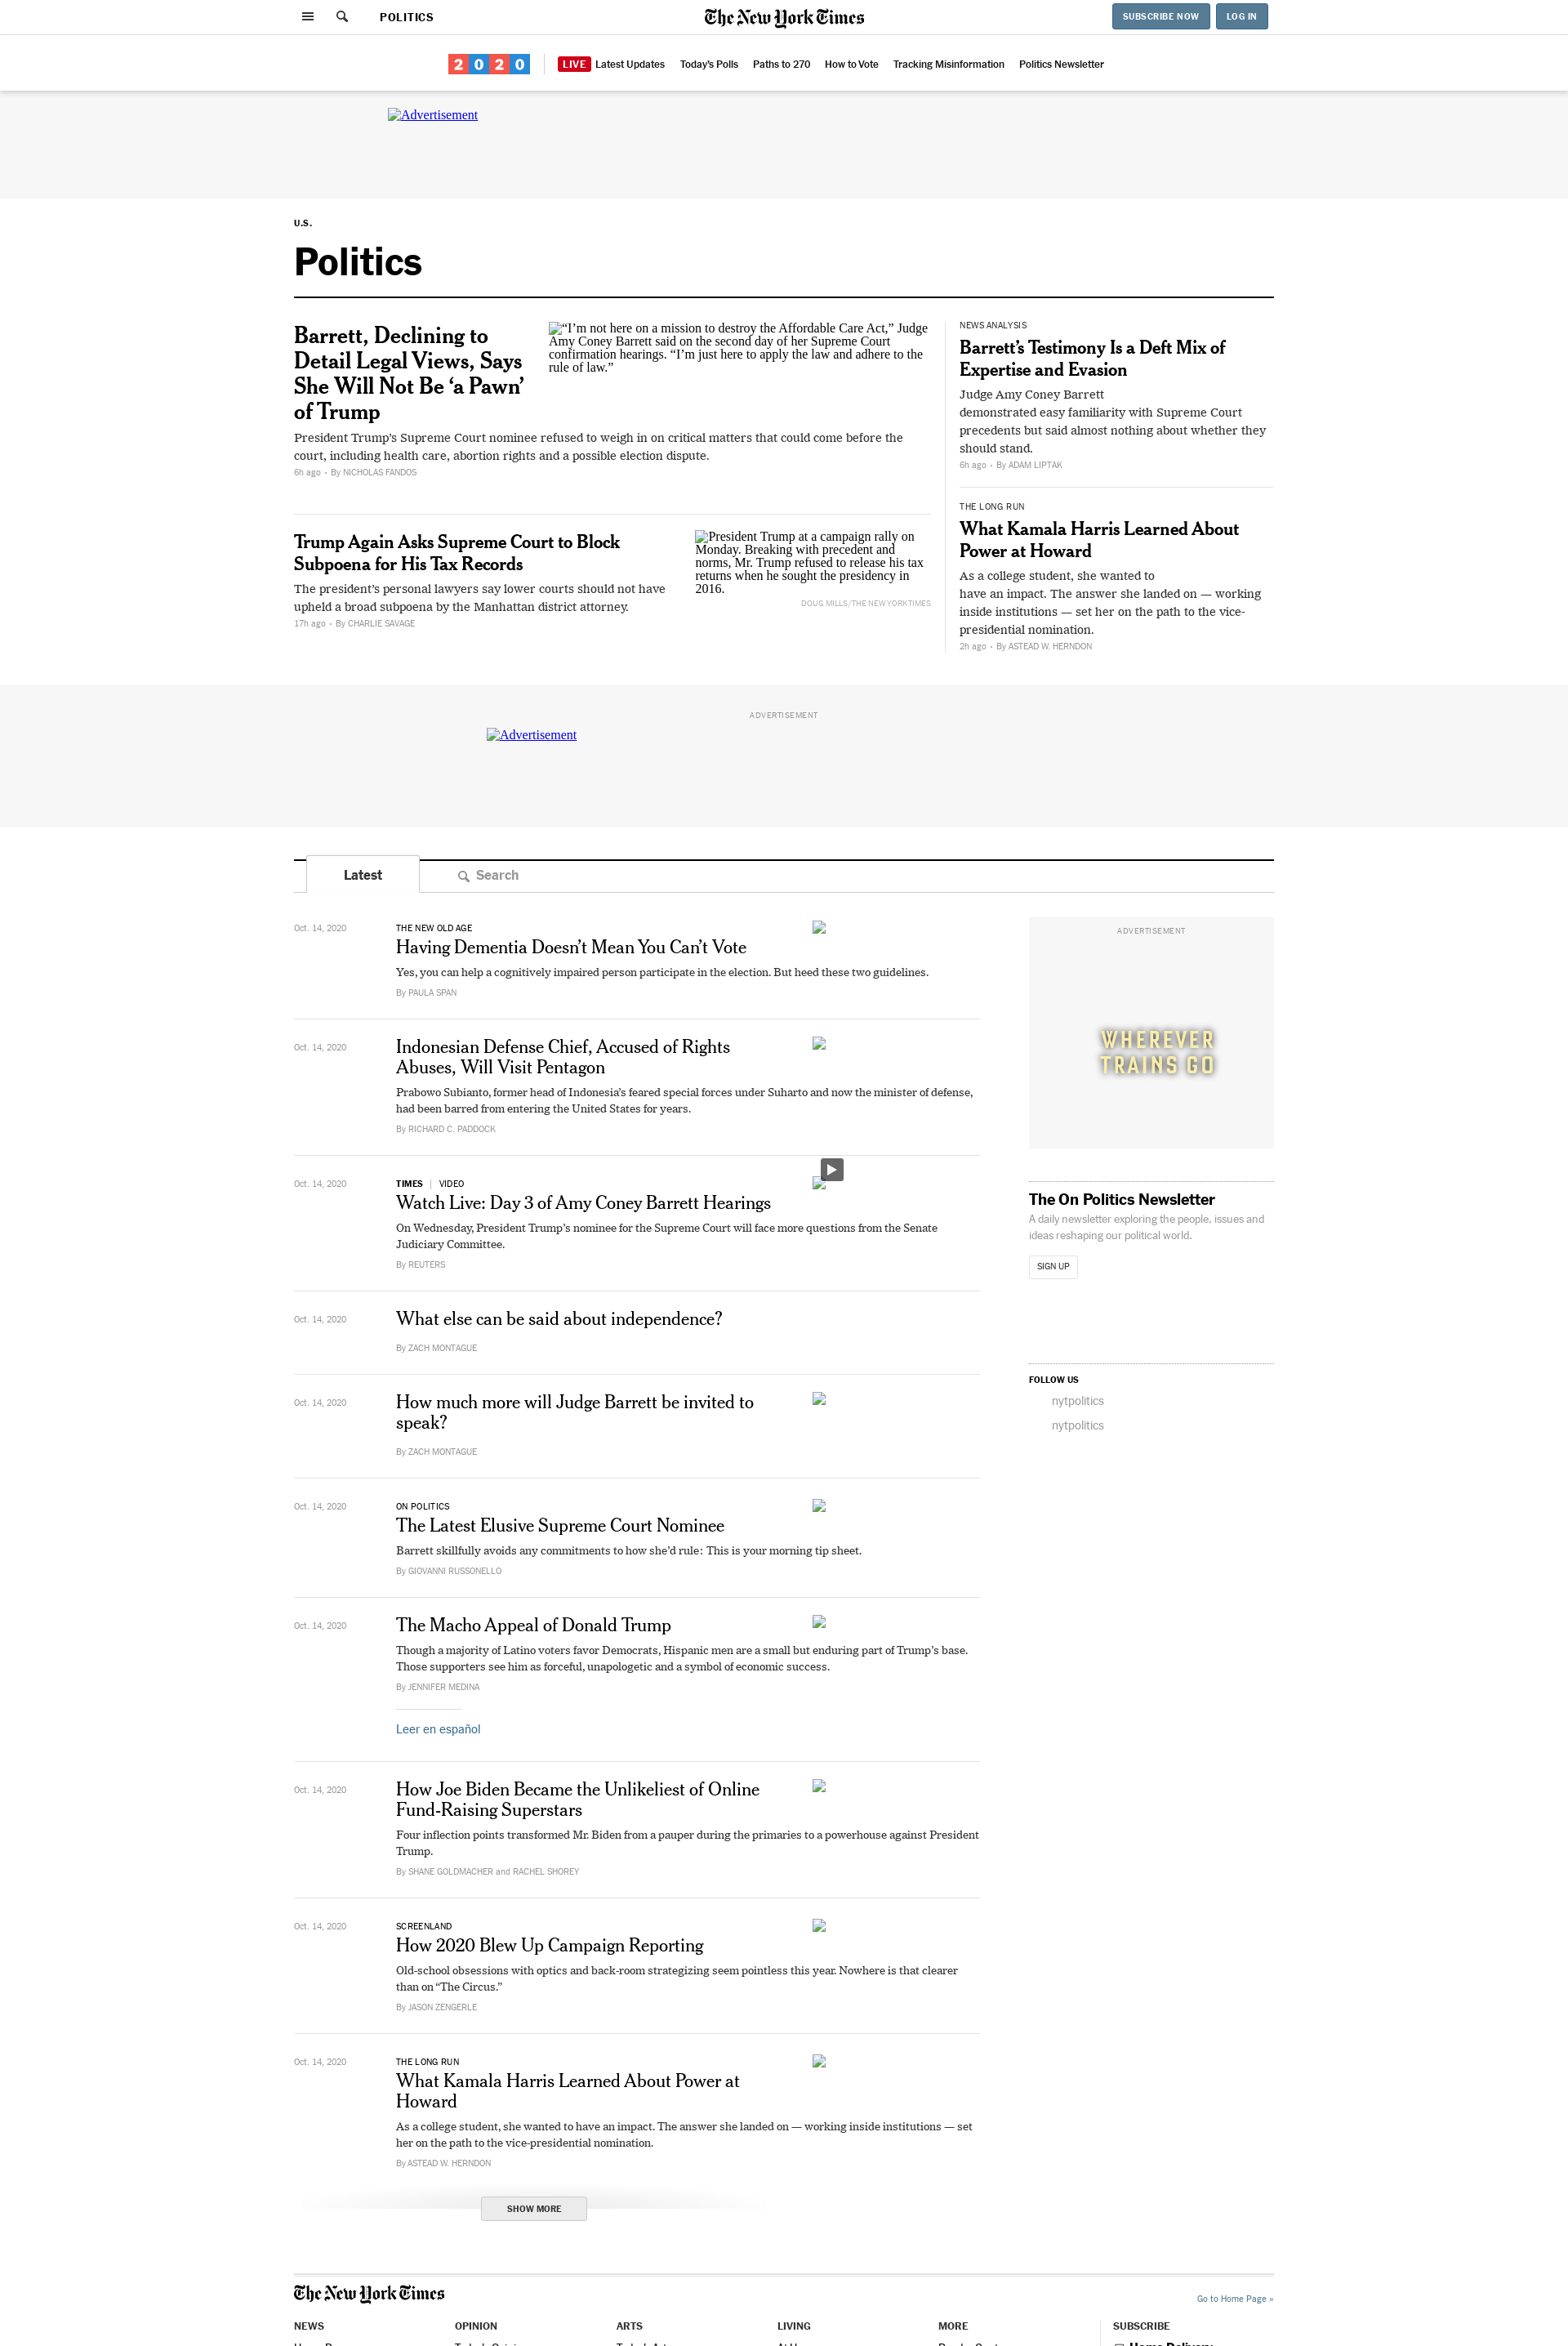 POLITICS
The New York Times
SUBSCRIBE NOW
LOG IN
2020
LIVE Latest Updates
Today's Polls
Paths to 270
How to Vote
Tracking Misinformation
Politics Newsletter
Advertisement
U.S.
Politics
Barrett, Declining to
Detail Legal Views, Says
She Will Not Be ‘a Pawn’
of Trump
President Trump’s Supreme Court nominee refused to weigh in on critical matters that could come before the
court, including health care, abortion rights and a possible election dispute.
6h ago • By NICHOLAS FANDOS
“I’m not here on a mission to destroy the Affordable Care Act,” Judge
Amy Coney Barrett said on the second day of her Supreme Court
confirmation hearings. “I’m just here to apply the law and adhere to the
rule of law.”
Trump Again Asks Supreme Court to Block
Subpoena for His Tax Records
The president’s personal lawyers say lower courts should not have
upheld a broad subpoena by the Manhattan district attorney.
17h ago • By CHARLIE SAVAGE
President Trump at a campaign rally on
Monday. Breaking with precedent and
norms, Mr. Trump refused to release his tax
returns when he sought the presidency in
2016.
DOUG MILLS/THE NEW YORK TIMES
NEWS ANALYSIS
Barrett’s Testimony Is a Deft Mix of
Expertise and Evasion
Judge Amy Coney Barrett
demonstrated easy familiarity with Supreme Court
precedents but said almost nothing about whether they
should stand.
6h ago • By ADAM LIPTAK
THE LONG RUN
What Kamala Harris Learned About
Power at Howard
As a college student, she wanted to
have an impact. The answer she landed on — working
inside institutions — set her on the path to the vice-
presidential nomination.
2h ago • By ASTEAD W. HERNDON
ADVERTISEMENT
Advertisement
Latest
Search
Oct. 14, 2020
THE NEW OLD AGE
Having Dementia Doesn’t Mean You Can’t Vote
Yes, you can help a cognitively impaired person participate in the election. But heed these two guidelines.
By PAULA SPAN
Oct. 14, 2020
Indonesian Defense Chief, Accused of Rights
Abuses, Will Visit Pentagon
Prabowo Subianto, former head of Indonesia’s feared special forces under Suharto and now the minister of defense,
had been barred from entering the United States for years.
By RICHARD C. PADDOCK
Oct. 14, 2020
TIMES | VIDEO
Watch Live: Day 3 of Amy Coney Barrett Hearings
On Wednesday, President Trump’s nominee for the Supreme Court will face more questions from the Senate
Judiciary Committee.
By REUTERS
Oct. 14, 2020
What else can be said about independence?
By ZACH MONTAGUE
Oct. 14, 2020
How much more will Judge Barrett be invited to
speak?
By ZACH MONTAGUE
Oct. 14, 2020
ON POLITICS
The Latest Elusive Supreme Court Nominee
Barrett skillfully avoids any commitments to how she’d rule: This is your morning tip sheet.
By GIOVANNI RUSSONELLO
Oct. 14, 2020
The Macho Appeal of Donald Trump
Though a majority of Latino voters favor Democrats, Hispanic men are a small but enduring part of Trump’s base.
Those supporters see him as forceful, unapologetic and a symbol of economic success.
By JENNIFER MEDINA
Leer en español
Oct. 14, 2020
How Joe Biden Became the Unlikeliest of Online
Fund-Raising Superstars
Four inflection points transformed Mr. Biden from a pauper during the primaries to a powerhouse against President
Trump.
By SHANE GOLDMACHER and RACHEL SHOREY
Oct. 14, 2020
SCREENLAND
How 2020 Blew Up Campaign Reporting
Old-school obsessions with optics and back-room strategizing seem pointless this year. Nowhere is that clearer
than on “The Circus.”
By JASON ZENGERLE
Oct. 14, 2020
THE LONG RUN
What Kamala Harris Learned About Power at
Howard
As a college student, she wanted to have an impact. The answer she landed on — working inside institutions — set
her on the path to the vice-presidential nomination.
By ASTEAD W. HERNDON
SHOW MORE
ADVERTISEMENT
WHEREVER
TRAINS GO
The On Politics Newsletter
A daily newsletter exploring the people, issues and
ideas reshaping our political world.
SIGN UP
FOLLOW US
nytpolitics
nytpolitics
The New York Times
Go to Home Page »
NEWS
OPINION
ARTS
LIVING
MORE
SUBSCRIBE